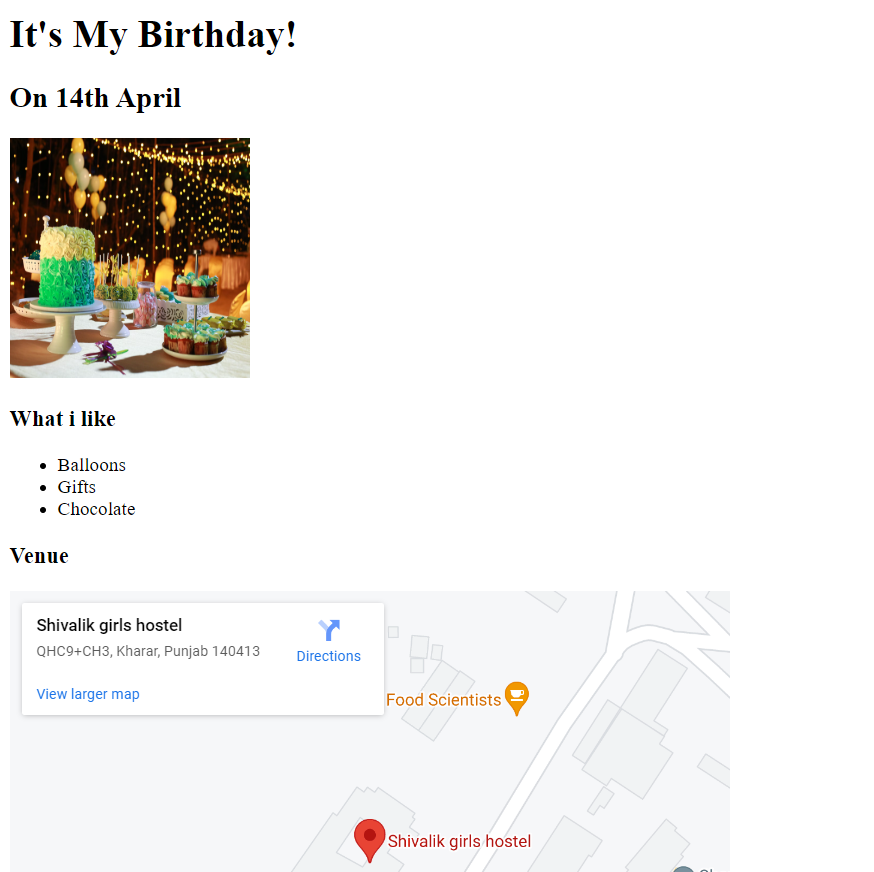 It's My Birthday!
On 14th April
What i like
Balloons
Gifts
Chocolate
Venue
Shivalik girls hostel
QHC9+CH3, Kharar, Punjab 140413
Directions
View larger map
Food Scientists
Shivalik girls hostel